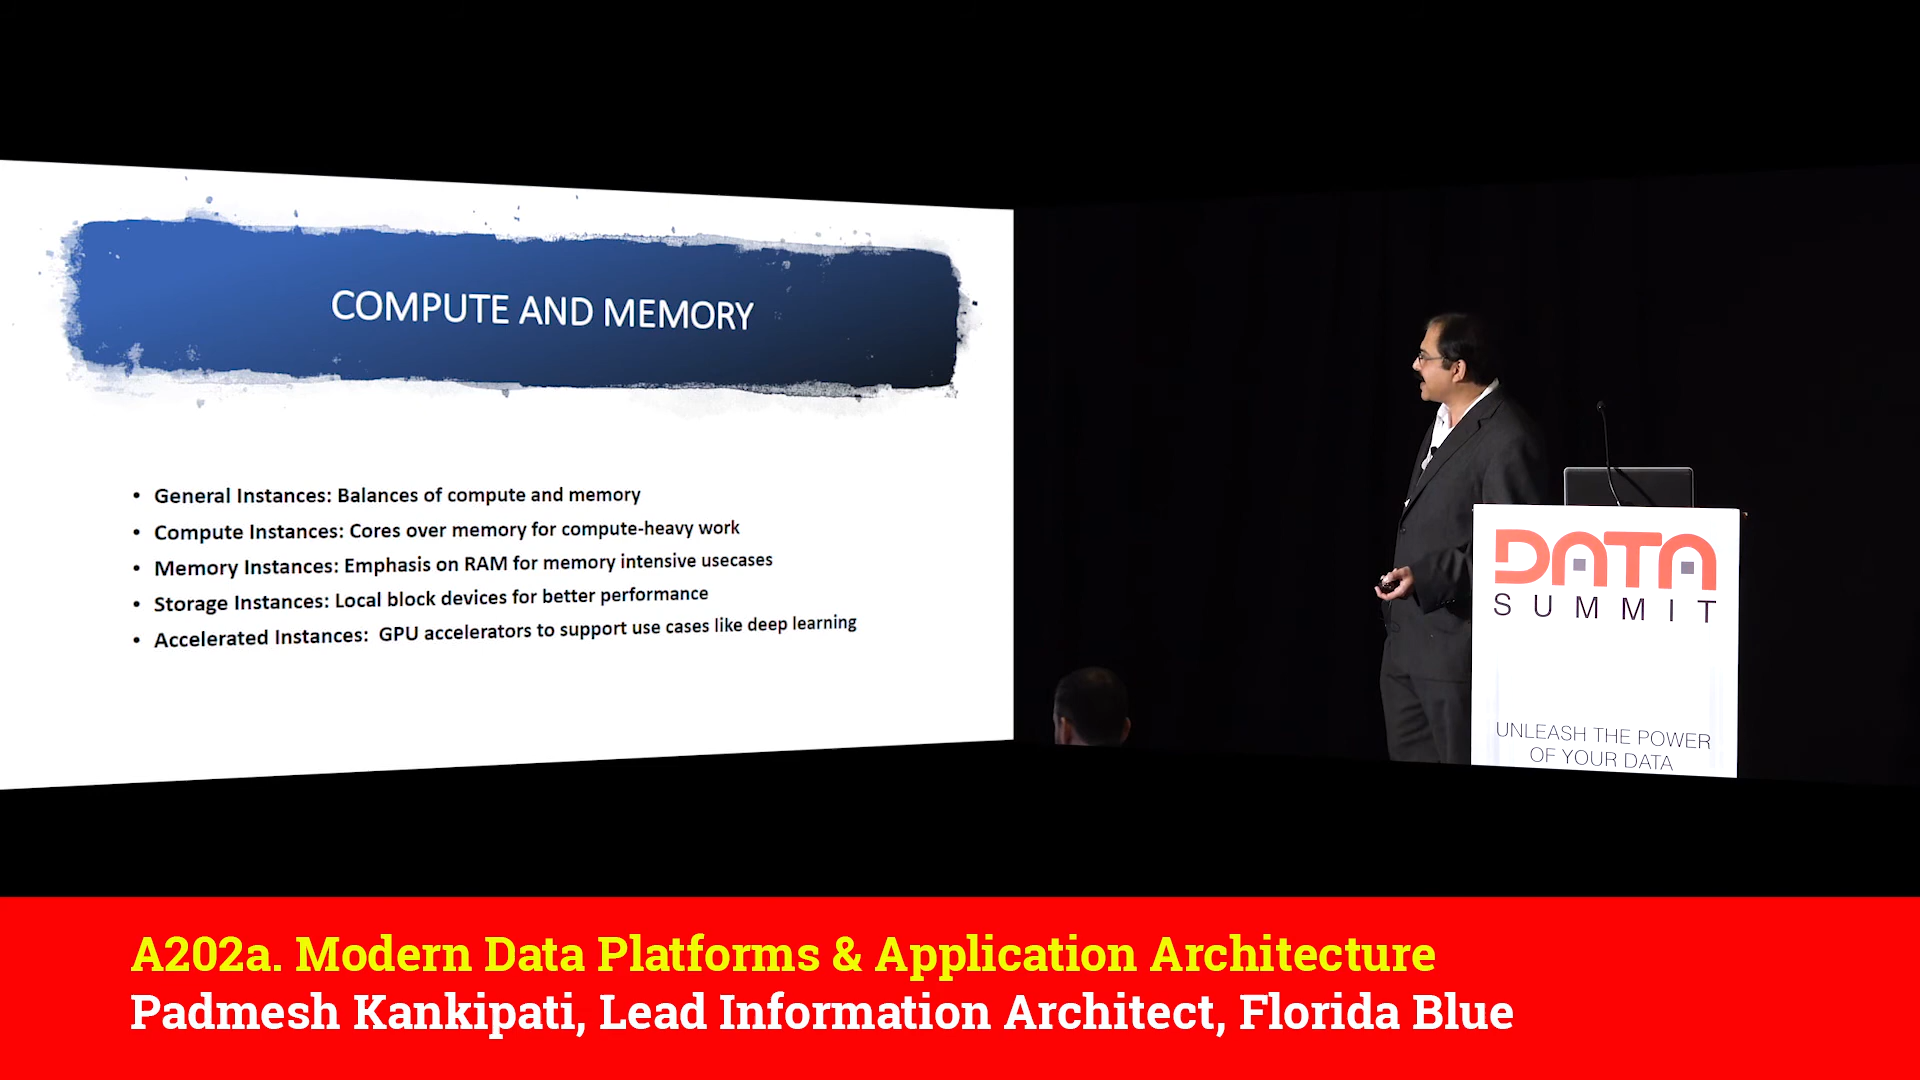 COMPUTE AND MEMORY
• General Instances: Balances of compute and memory
• Compute Instances: Cores over memory for compute-heavy work
• Memory Instances: Emphasis on RAM for memory intensive usecases
• Storage Instances: Local block devices for better performance
• Accelerated Instances:  GPU accelerators to support use cases like deep learning
DATA
SUMMIT
UNLEASH THE POWER
OF YOUR DATA
A202a. Modern Data Platforms & Application Architecture
Padmesh Kankipati, Lead Information Architect, Florida Blue